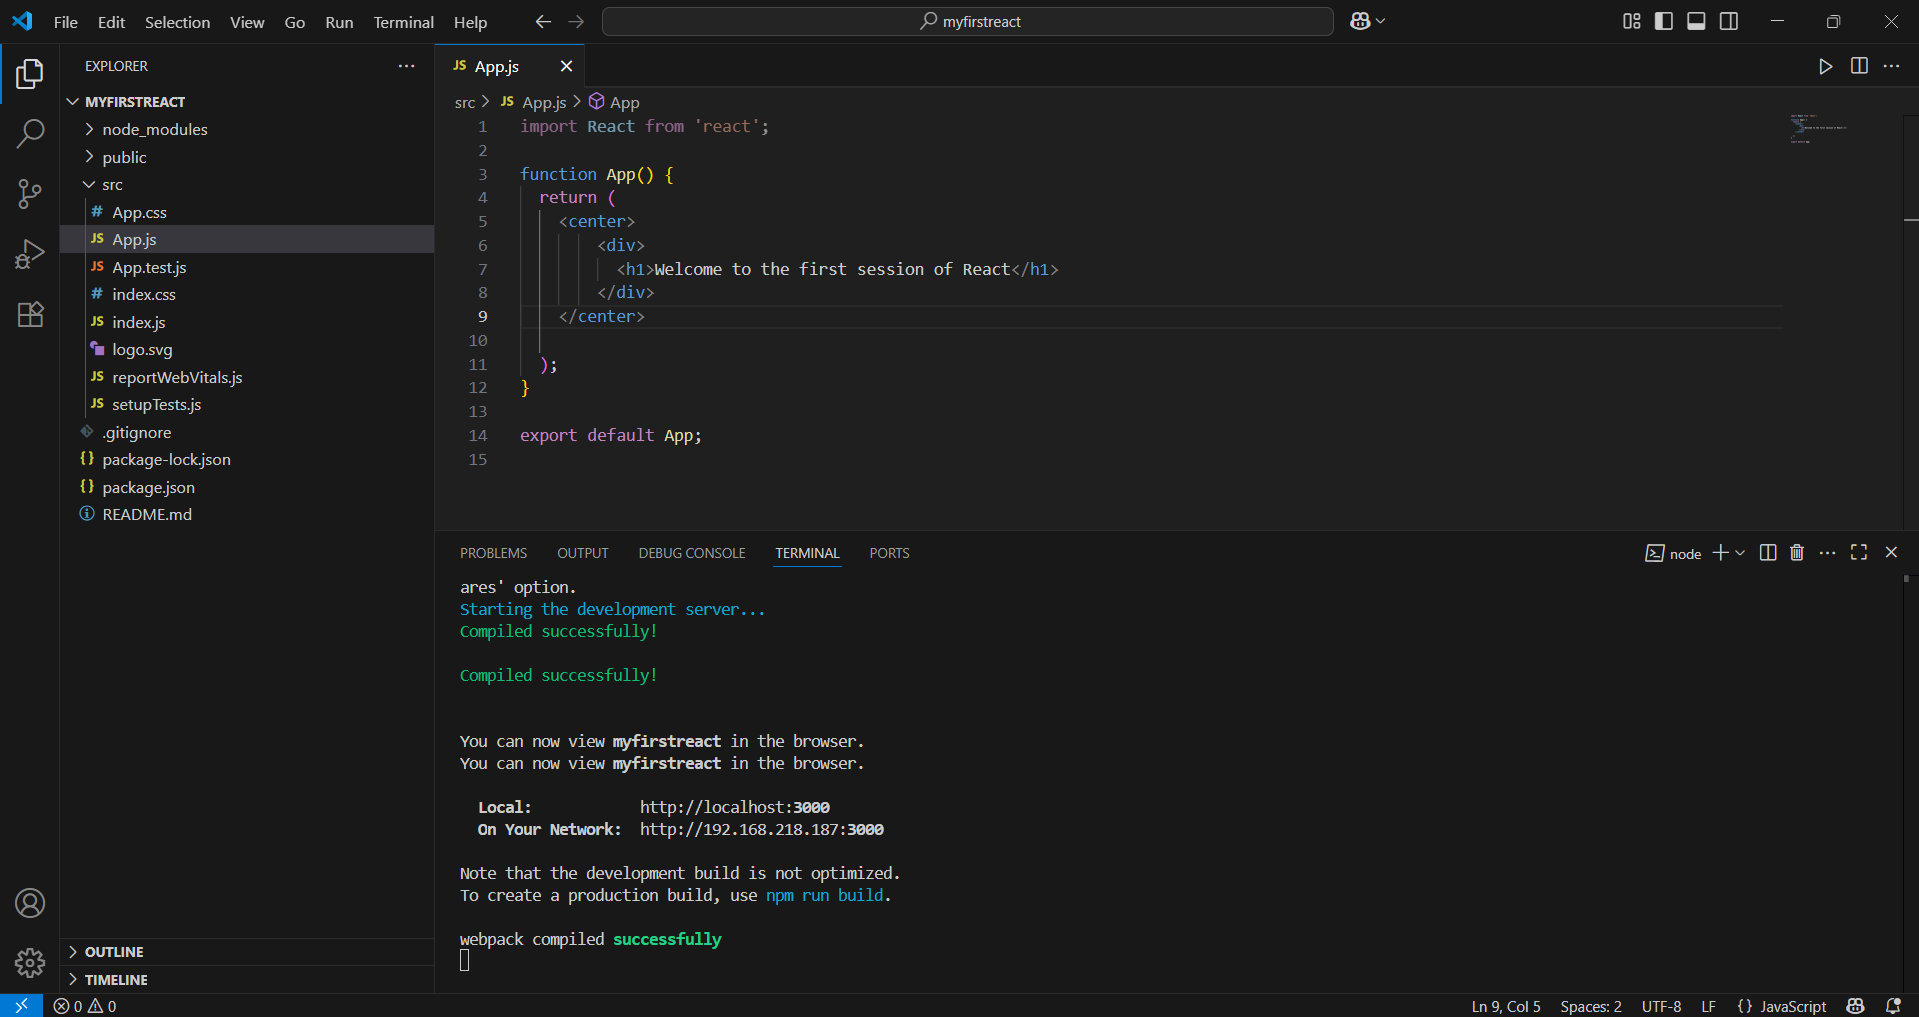 File Edit Selection View Go Run Terminal Help
myfirstreact
EXPLORER
MYFIRSTREACT
node_modules
public
src
# App.css
JS App.js
JS App.test.js
# index.css
JS index.js
logo.svg
JS reportWebVitals.js
JS setupTests.js
.gitignore
{} package-lock.json
{} package.json
README.md
OUTLINE
TIMELINE
JS App.js
src > JS App.js > App
1 import React from 'react';
2
3 function App() {
4 return (
5 <center>
6 <div>
7 <h1>Welcome to the first session of React</h1>
8 </div>
9 </center>
10
11 );
12 }
13
14 export default App;
15
PROBLEMS OUTPUT DEBUG CONSOLE TERMINAL PORTS
node
ares' option.
Starting the development server...
Compiled successfully!
Compiled successfully!
You can now view myfirstreact in the browser.
You can now view myfirstreact in the browser.
Local: http://localhost:3000
On Your Network: http://192.168.218.187:3000
Note that the development build is not optimized.
To create a production build, use npm run build.
webpack compiled successfully
0 0
Ln 9, Col 5 Spaces: 2 UTF-8 LF {} JavaScript